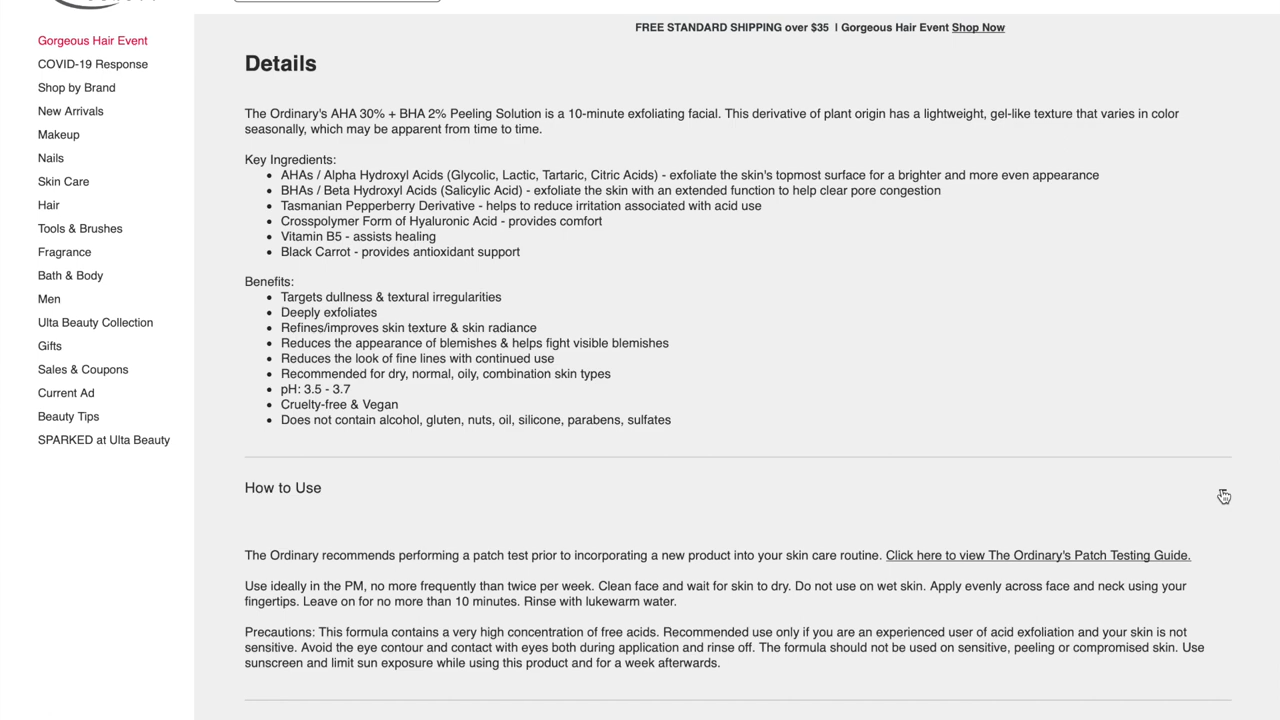 FREE STANDARD SHIPPING over $35 | Gorgeous Hair Event Shop Now
Gorgeous Hair Event
COVID-19 Response
Shop by Brand
New Arrivals
Makeup
Nails
Skin Care
Hair
Tools & Brushes
Fragrance
Bath & Body
Men
Ulta Beauty Collection
Gifts
Sales & Coupons
Current Ad
Beauty Tips
SPARKED at Ulta Beauty
Details
The Ordinary's AHA 30% + BHA 2% Peeling Solution is a 10-minute exfoliating facial. This derivative of plant origin has a lightweight, gel-like texture that varies in color
seasonally, which may be apparent from time to time.
Key Ingredients:
• AHAs / Alpha Hydroxyl Acids (Glycolic, Lactic, Tartaric, Citric Acids) - exfoliate the skin's topmost surface for a brighter and more even appearance
• BHAs / Beta Hydroxyl Acids (Salicylic Acid) - exfoliate the skin with an extended function to help clear pore congestion
• Tasmanian Pepperberry Derivative - helps to reduce irritation associated with acid use
• Crosspolymer Form of Hyaluronic Acid - provides comfort
• Vitamin B5 - assists healing
• Black Carrot - provides antioxidant support
Benefits:
• Targets dullness & textural irregularities
• Deeply exfoliates
• Refines/improves skin texture & skin radiance
• Reduces the appearance of blemishes & helps fight visible blemishes
• Reduces the look of fine lines with continued use
• Recommended for dry, normal, oily, combination skin types
• pH: 3.5 - 3.7
• Cruelty-free & Vegan
• Does not contain alcohol, gluten, nuts, oil, silicone, parabens, sulfates
How to Use
The Ordinary recommends performing a patch test prior to incorporating a new product into your skin care routine. Click here to view The Ordinary's Patch Testing Guide.
Use ideally in the PM, no more frequently than twice per week. Clean face and wait for skin to dry. Do not use on wet skin. Apply evenly across face and neck using your
fingertips. Leave on for no more than 10 minutes. Rinse with lukewarm water.
Precautions: This formula contains a very high concentration of free acids. Recommended use only if you are an experienced user of acid exfoliation and your skin is not
sensitive. Avoid the eye contour and contact with eyes both during application and rinse off. The formula should not be used on sensitive, peeling or compromised skin. Use
sunscreen and limit sun exposure while using this product and for a week afterwards.